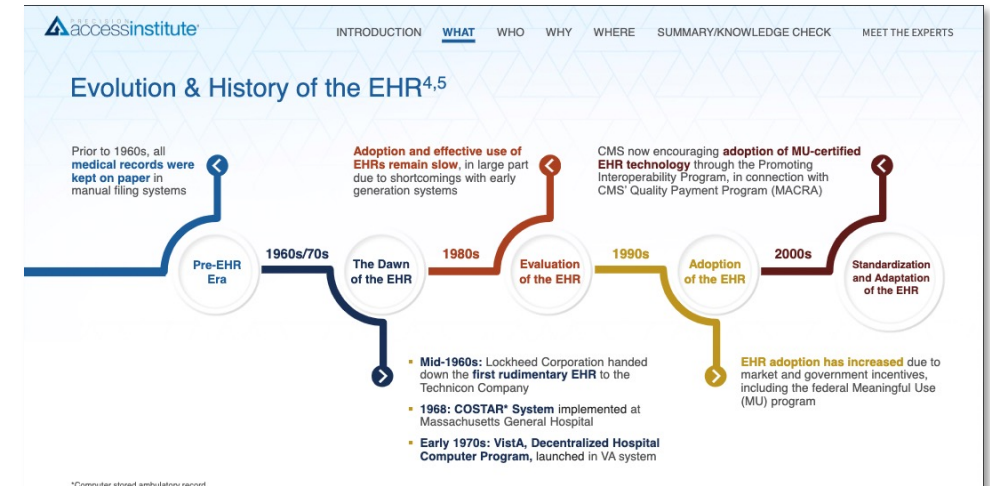 PRECISION
accessinstitute
INTRODUCTION WHAT WHO WHY WHERE SUMMARY/KNOWLEDGE CHECK MEET THE EXPERTS
Evolution & History of the EHR4,5
Prior to 1960s, all
medical records were
kept on paper in
manual filing systems
Adoption and effective use of
EHRs remain slow, in large part
due to shortcomings with early
generation systems
CMS now encouraging adoption of MU-certified
EHR technology through the Promoting
Interoperability Program, in connection with
CMS' Quality Payment Program (MACRA)
Pre-EHR
Era
1960s/70s
The Dawn
of the EHR
1980s
Evaluation
of the EHR
1990s
Adoption
of the EHR
2000s
Standardization
and Adaptation
of the EHR
▪ Mid-1960s: Lockheed Corporation handed
down the first rudimentary EHR to the
Technicon Company
▪ 1968: COSTAR* System implemented at
Massachusetts General Hospital
▪ Early 1970s: VistA, Decentralized Hospital
Computer Program, launched in VA system
EHR adoption has increased due to
market and government incentives,
including the federal Meaningful Use
(MU) program
*Computer stored ambulatory record